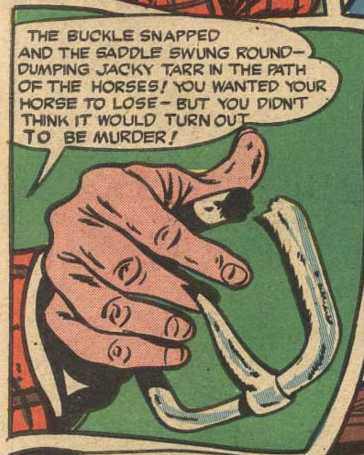 THE BUCKLE SNAPPED
AND THE SADDLE SWUNG ROUND—
DUMPING JACKY TARR IN THE PATH
OF THE HORSES! YOU WANTED YOUR
HORSE TO LOSE—BUT YOU DIDN'T
THINK IT WOULD TURN OUT
TO BE MURDER!